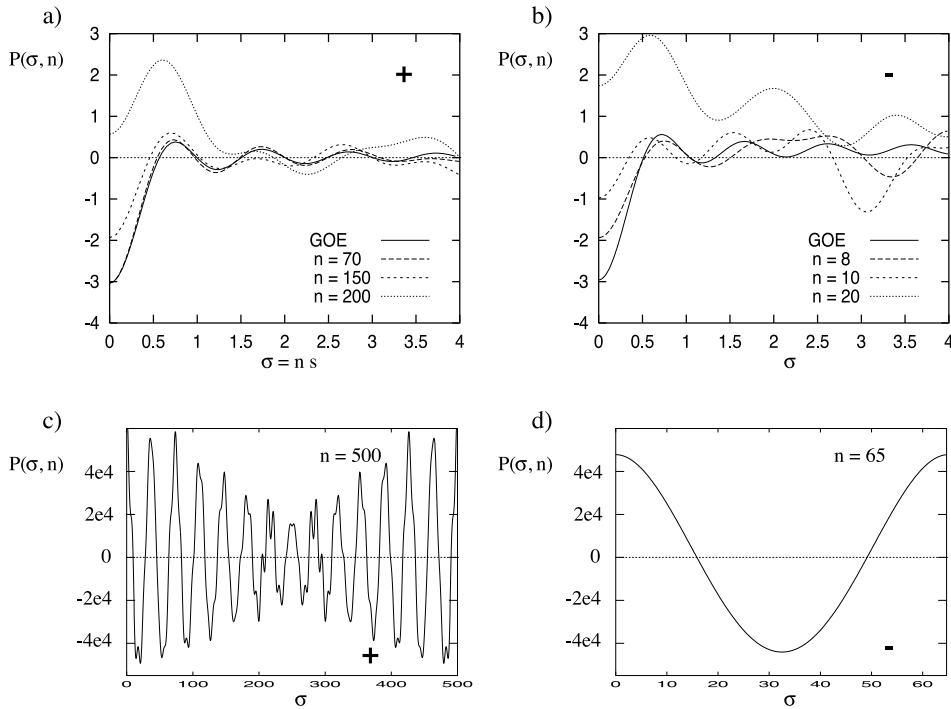 a)
P(σ, n)
+
3
2
1
0
-1
-2
-3
-4
GOE
n = 70
n = 150
n = 200
0 0.5 1 1.5 2 2.5 3 3.5 4
σ = n s
b)
P(σ, n)
-
3
2
1
0
-1
-2
-3
-4
GOE
n = 8
n = 10
n = 20
0 0.5 1 1.5 2 2.5 3 3.5 4
σ
c)
P(σ, n)
n = 500
4e4
2e4
0
-2e4
-4e4
+
0 100 200 300 400 500
σ
d)
P(σ, n)
n = 65
4e4
2e4
0
-2e4
-4e4
-
0 10 20 30 40 50 60
σ